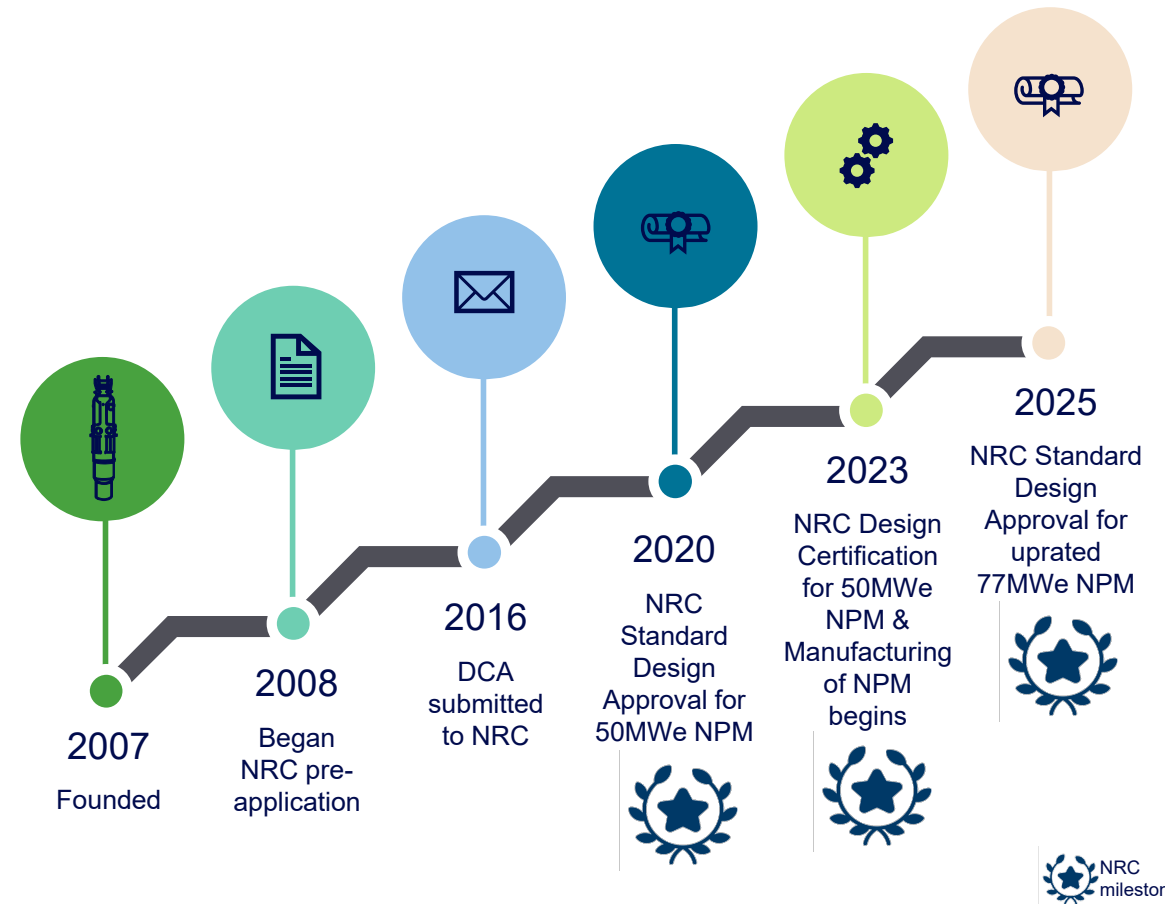 2007
Founded
2008
Began
NRC pre-
application
2016
DCA
submitted
to NRC
2020
NRC
Standard
Design
Approval for
50MWe NPM
2023
NRC Design
Certification
for 50MWe
NPM &
Manufacturing
of NPM
begins
2025
NRC Standard
Design
Approval for
uprated
77MWe NPM
NRC